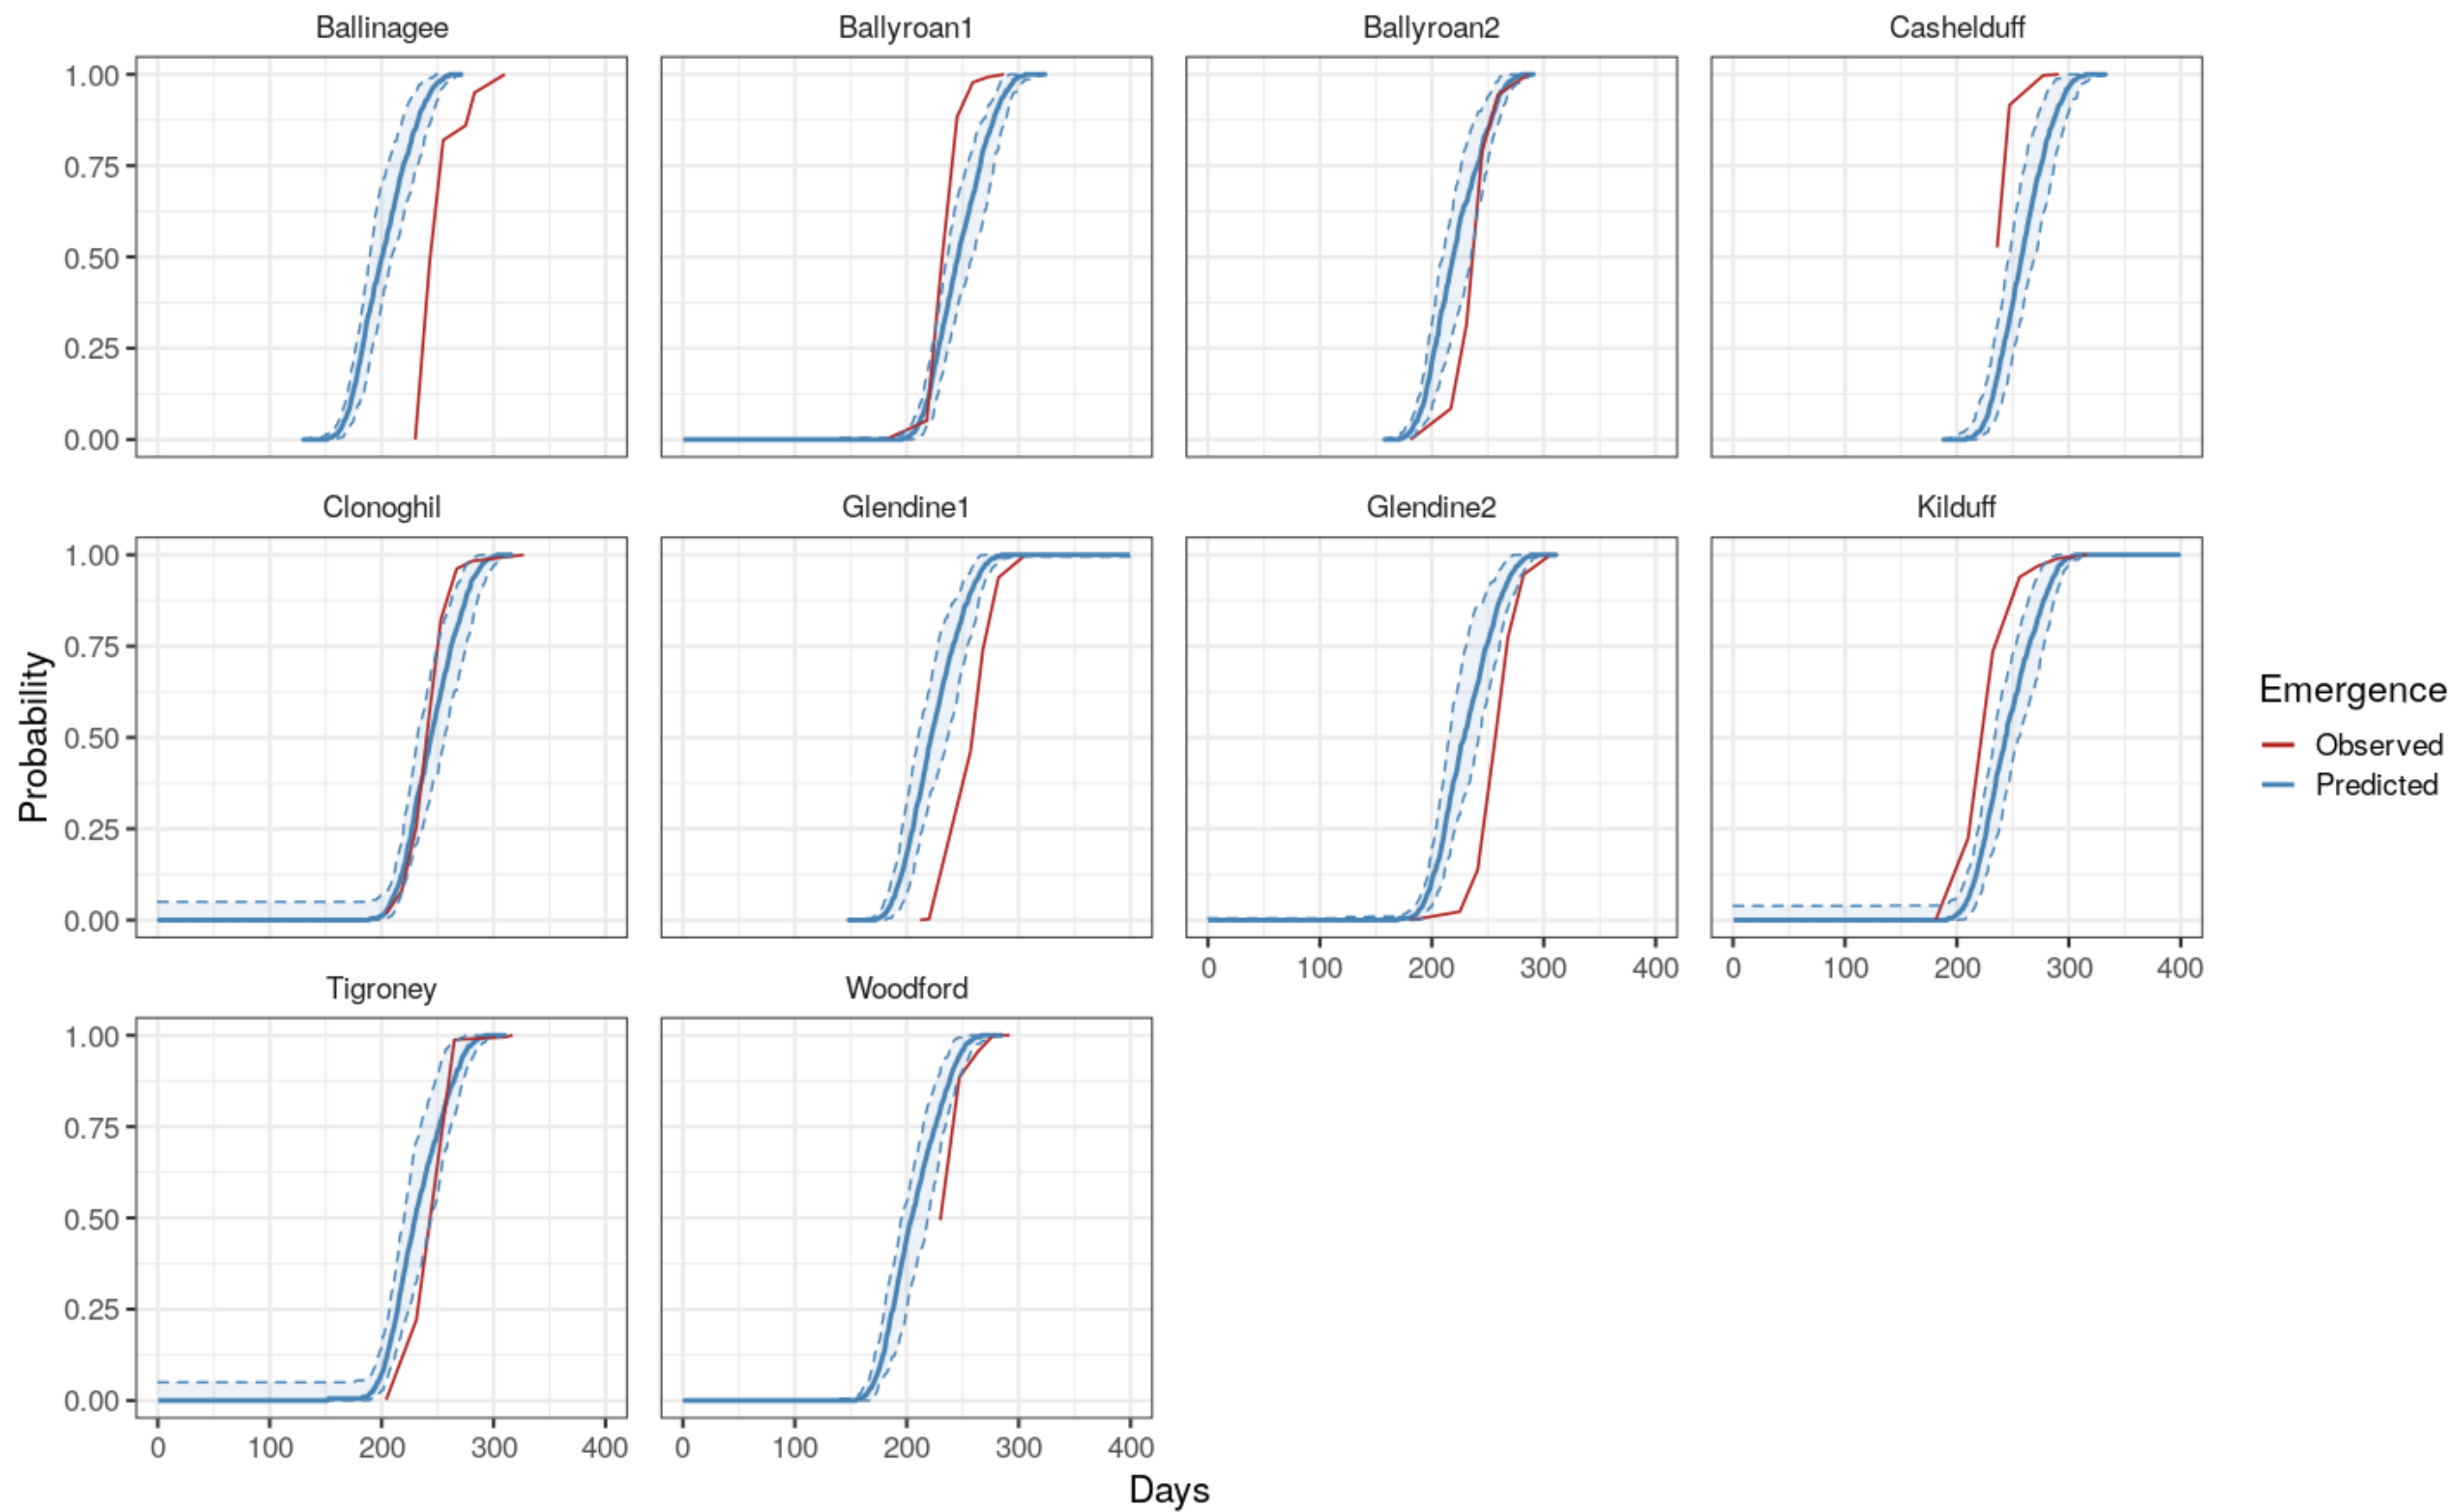 Ballinagee Ballyroan1 Ballyroan2 Cashelduff
1.00
0.75
0.50
0.25
0.00
Clonoghil Glendine1 Glendine2 Kilduff
1.00
0.75
0.50
0.25
0.00
0 100 200 300 400 0 100 200 300 400
Tigroney Woodford
1.00
0.75
0.50
0.25
0.00
0 100 200 300 400 0 100 200 300 400
Probability
Days
Emergence
Observed
Predicted